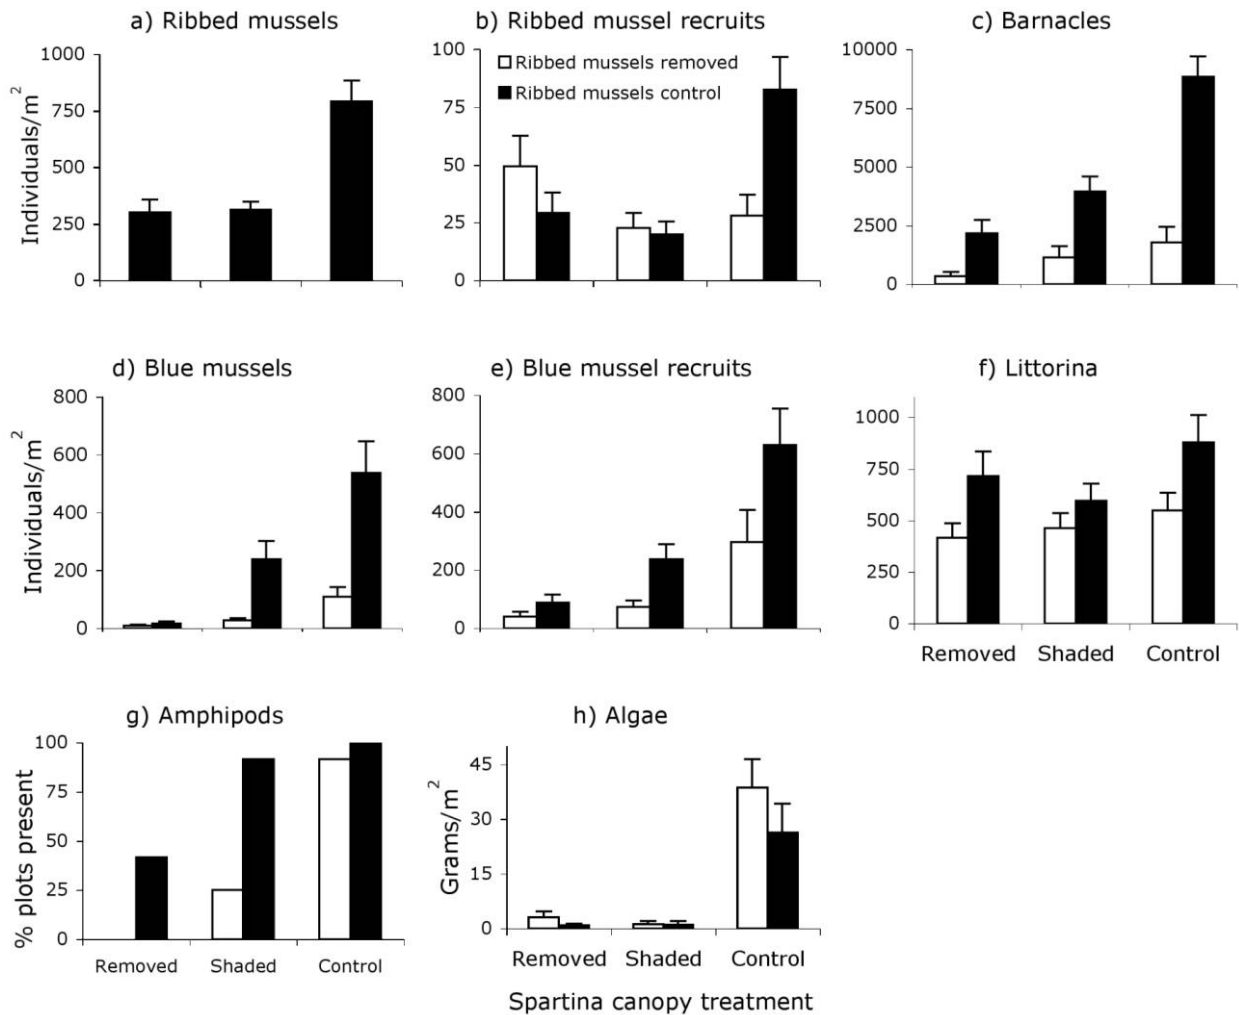 a) Ribbed mussels
Individuals/m²
1000
750
500
250
0
b) Ribbed mussel recruits
Ribbed mussels removed
Ribbed mussels control
100
75
50
25
0
c) Barnacles
10000
7500
5000
2500
0
d) Blue mussels
Individuals/m²
800
600
400
200
0
e) Blue mussel recruits
800
600
400
200
0
f) Littorina
1000
750
500
250
0
Removed Shaded Control
g) Amphipods
% plots present
100
75
50
25
0
Removed Shaded Control
h) Algae
Grams/m²
45
30
15
0
Removed Shaded Control
Spartina canopy treatment